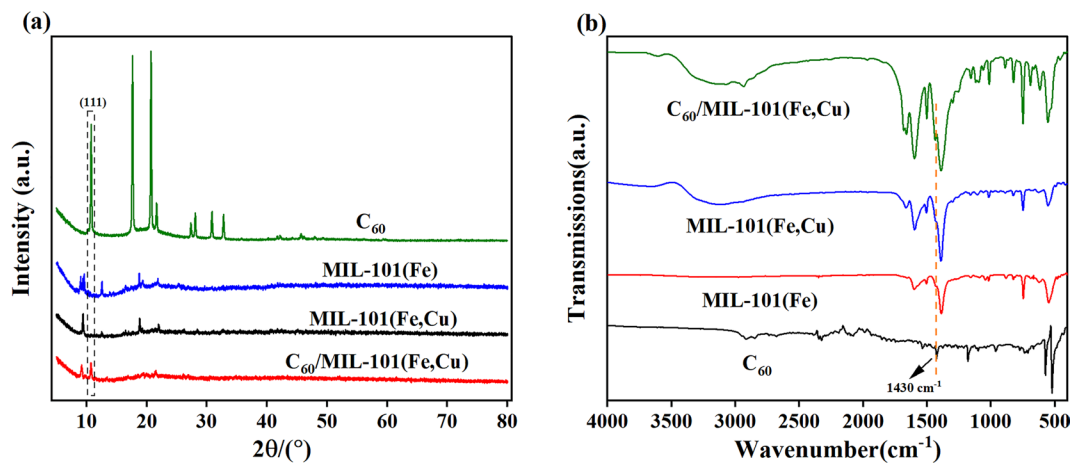 (a)
(111)
C60
MIL-101(Fe)
MIL-101(Fe,Cu)
C60/MIL-101(Fe,Cu)
Intensity (a.u.)
10 20 30 40 50 60 70 80
2θ/(°)
(b)
C60/MIL-101(Fe,Cu)
MIL-101(Fe,Cu)
MIL-101(Fe)
C60
1430 cm-1
Transmissions(a.u.)
4000 3500 3000 2500 2000 1500 1000 500
Wavenumber(cm-1)